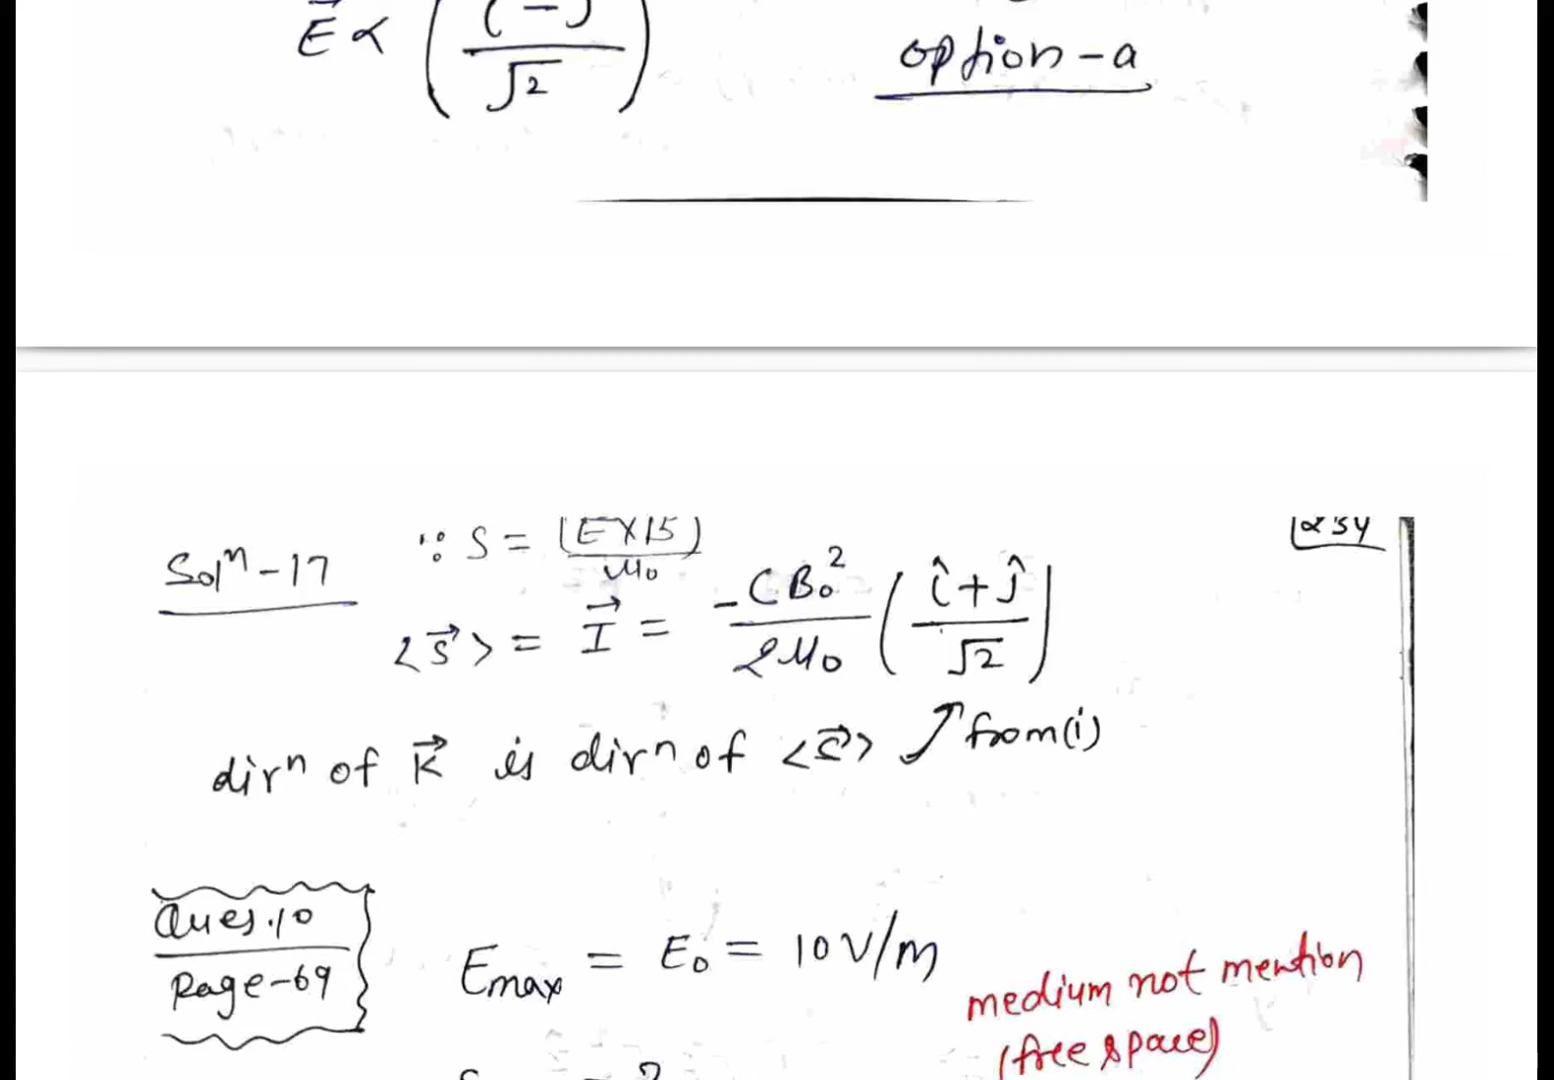 E⃗ ∝ ( / √2 )
option-a
Solⁿ-17
∵ S = (E×B)/μ₀
<S⃗> = I⃗ = -CB₀²/2μ₀ ( î+ĵ / √2 )
dirⁿ of K⃗ is dirⁿ of <S⃗> ↗ from(i)
Ques.10
Page-69
Emax = E₀ = 10 V/m
medium not mention
(free space)